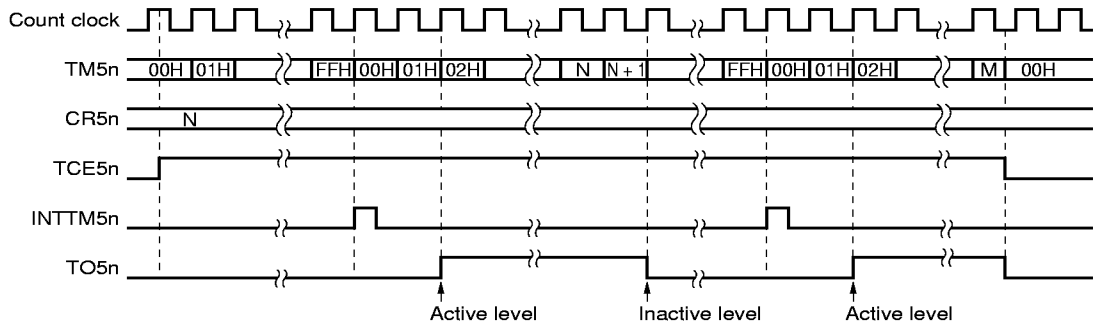 Count clock
TM5n 00H 01H FFH 00H 01H 02H N N + 1 FFH 00H 01H 02H M 00H
CR5n N
TCE5n
INTTM5n
TO5n
Active level Inactive level Active level